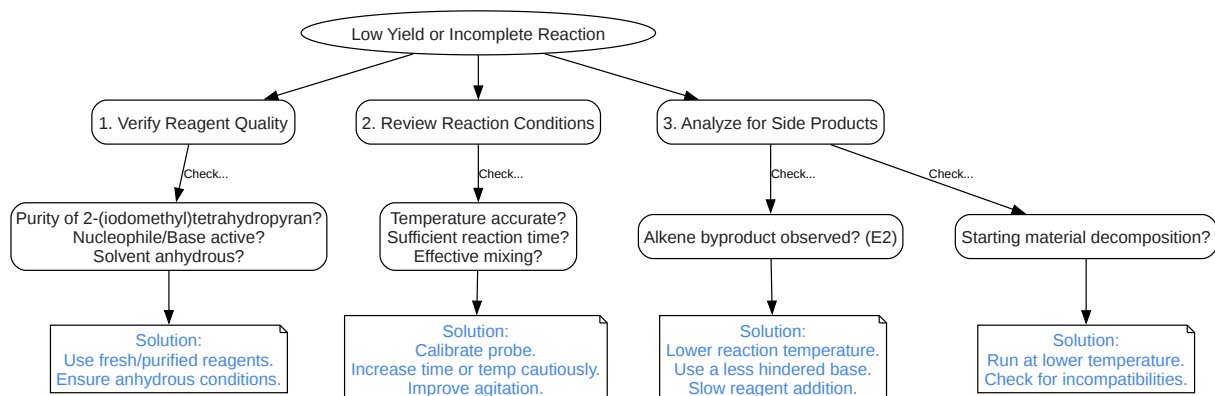 Low Yield or Incomplete Reaction
1. Verify Reagent Quality
2. Review Reaction Conditions
3. Analyze for Side Products
Check...
Check...
Check...
Check...
Purity of 2-(iodomethyl)tetrahydropyran?
Nucleophile/Base active?
Solvent anhydrous?
Temperature accurate?
Sufficient reaction time?
Effective mixing?
Alkene byproduct observed? (E2)
Starting material decomposition?
Solution:
Use fresh/purified reagents.
Ensure anhydrous conditions.
Solution:
Calibrate probe.
Increase time or temp cautiously.
Improve agitation.
Solution:
Lower reaction temperature.
Use a less hindered base.
Slow reagent addition.
Solution:
Run at lower temperature.
Check for incompatibilities.